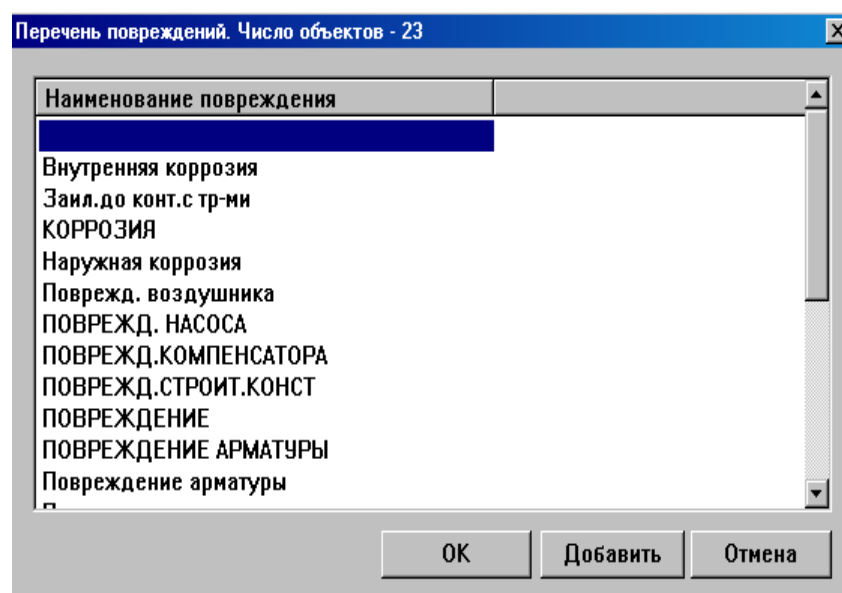 Перечень повреждений. Число объектов - 23
Наименование повреждения
Внутренняя коррозия
Заил.до конт.с тр-ми
КОРРОЗИЯ
Наружная коррозия
Поврежд. воздушника
ПОВРЕЖД. НАСОСА
ПОВРЕЖД.КОМПЕНСАТОРА
ПОВРЕЖД.СТРОИТ.КОНСТ
ПОВРЕЖДЕНИЕ
ПОВРЕЖДЕНИЕ АРМАТУРЫ
Повреждение арматуры
OK Добавить Отмена